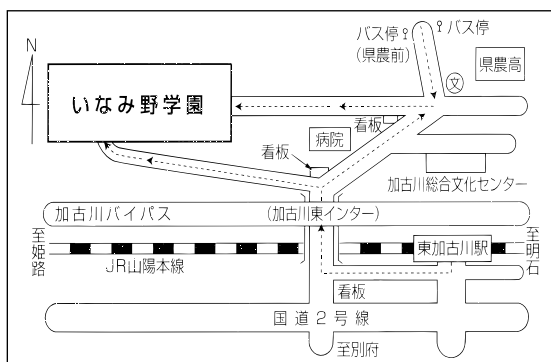 バス停
バス停
(県農前)
N
県農高
文
いなみ野学園
看板
病院
看板
加古川総合文化センター
加古川バイパス
(加古川東インター)
至姫路
至明石
東加古川駅
JR山陽本線
看板
国道2号線
至別府